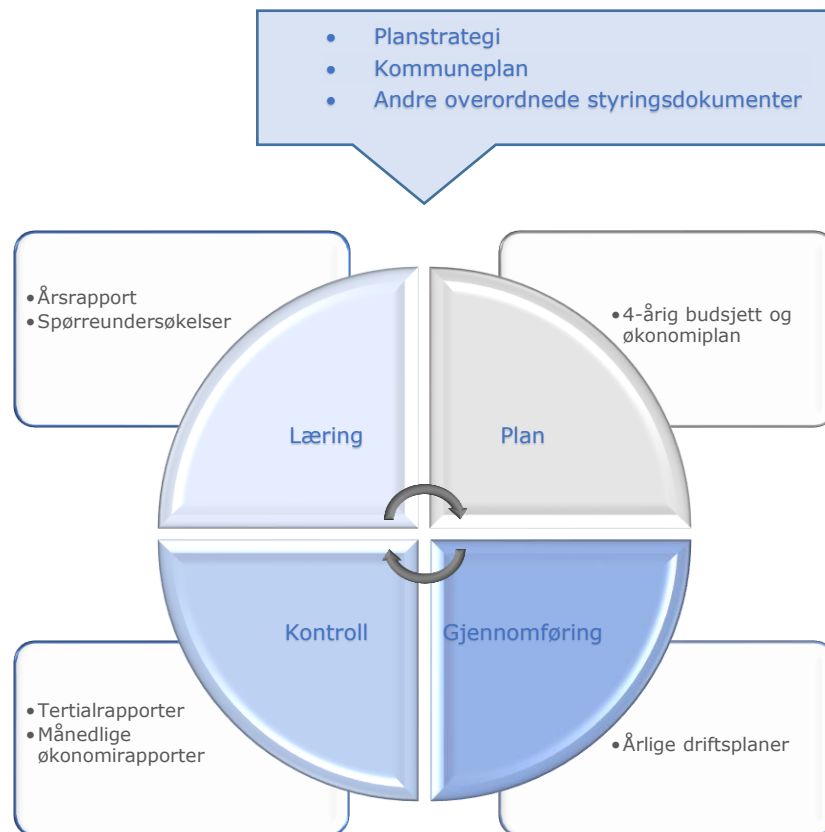 • Planstrategi
• Kommuneplan
• Andre overordnede styringsdokumenter
• Årsrapport
• Spørreundersøkelser
• 4-årig budsjett og
økonomiplan
Læring
Plan
Kontroll
Gjennomføring
• Tertialrapporter
• Månedlige
økonomirapporter
• Årlige driftsplaner